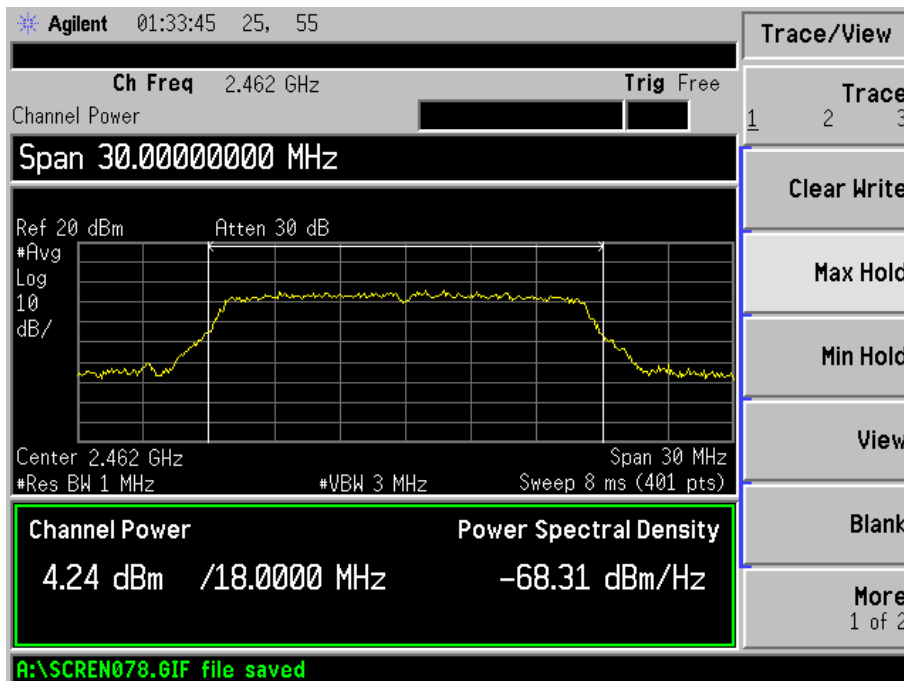 Agilent 01:33:45 25, 55
Trace/View
Ch Freq 2.462 GHz Trig Free
Channel Power
Trace
1 2 3
Span 30.00000000 MHz
Clear Write
Ref 20 dBm Atten 30 dB
#Avg
Log
10
dB/
Max Hold
Min Hold
View
Center 2.462 GHz Span 30 MHz
#Res BW 1 MHz #VBW 3 MHz Sweep 8 ms (401 pts)
Channel Power Power Spectral Density
4.24 dBm /18.0000 MHz -68.31 dBm/Hz
Blank
More
1 of 2
A:\SCREN078.GIF file saved